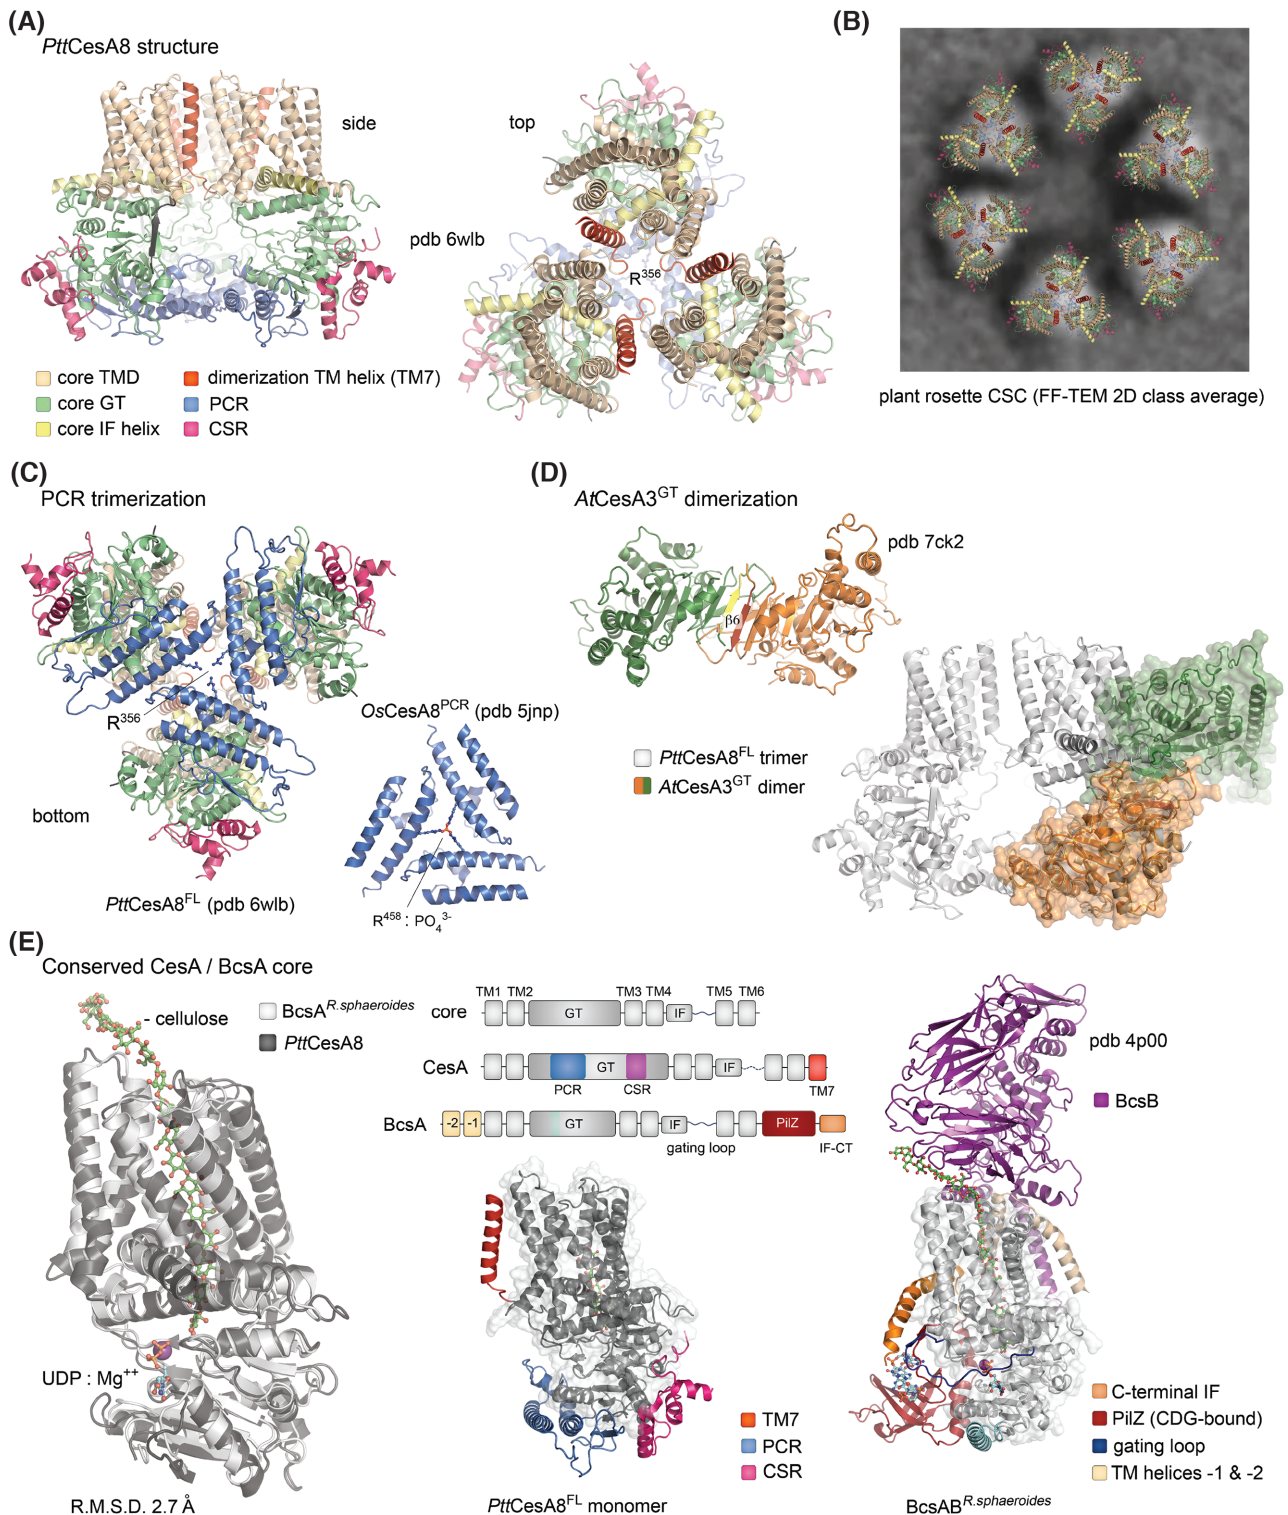 (A)
PttCesA8 structure
side
top
pdb 6wlb
R³⁵⁶
core TMD
core GT
core IF helix
dimerization TM helix (TM7)
PCR
CSR
(B)
plant rosette CSC (FF-TEM 2D class average)
(C)
PCR trimerization
R³⁵⁶
bottom
PttCesA8ᶠᴸ (pdb 6wlb)
OsCesA8ᴾᶜᴿ (pdb 5jnp)
R⁴⁵⁸ : PO₄³⁻
(D)
AtCesA3ᴳᵀ dimerization
pdb 7ck2
β6
PttCesA8ᶠᴸ trimer
AtCesA3ᴳᵀ dimer
(E)
Conserved CesA / BcsA core
- cellulose
BcsA^R.sphaeroides
PttCesA8
UDP : Mg⁺⁺
R.M.S.D. 2.7 Å
TM1 TM2 TM3 TM4 TM5 TM6
core GT IF
CesA GT IF
PCR CSR TM7
BcsA -2 -1 GT IF PilZ
gating loop IF-CT
TM7
PCR
CSR
PttCesA8ᶠᴸ monomer
pdb 4p00
BcsB
C-terminal IF
PilZ (CDG-bound)
gating loop
TM helices -1 & -2
BcsAB^R.sphaeroides